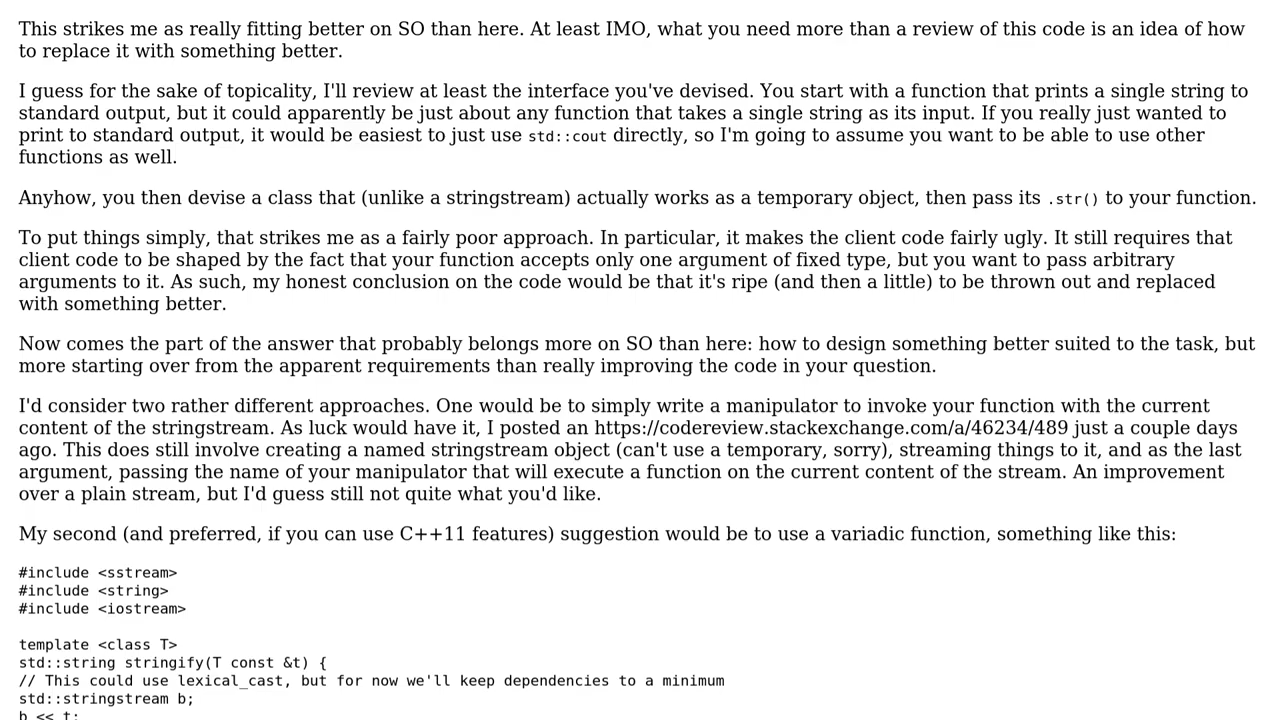 This strikes me as really fitting better on SO than here. At least IMO, what you need more than a review of this code is an idea of how
to replace it with something better.
I guess for the sake of topicality, I'll review at least the interface you've devised. You start with a function that prints a single string to
standard output, but it could apparently be just about any function that takes a single string as its input. If you really just wanted to
print to standard output, it would be easiest to just use std::cout directly, so I'm going to assume you want to be able to use other
functions as well.
Anyhow, you then devise a class that (unlike a stringstream) actually works as a temporary object, then pass its .str() to your function.
To put things simply, that strikes me as a fairly poor approach. In particular, it makes the client code fairly ugly. It still requires that
client code to be shaped by the fact that your function accepts only one argument of fixed type, but you want to pass arbitrary
arguments to it. As such, my honest conclusion on the code would be that it's ripe (and then a little) to be thrown out and replaced
with something better.
Now comes the part of the answer that probably belongs more on SO than here: how to design something better suited to the task, but
more starting over from the apparent requirements than really improving the code in your question.
I'd consider two rather different approaches. One would be to simply write a manipulator to invoke your function with the current
content of the stringstream. As luck would have it, I posted an https://codereview.stackexchange.com/a/46234/489 just a couple days
ago. This does still involve creating a named stringstream object (can't use a temporary, sorry), streaming things to it, and as the last
argument, passing the name of your manipulator that will execute a function on the current content of the stream. An improvement
over a plain stream, but I'd guess still not quite what you'd like.
My second (and preferred, if you can use C++11 features) suggestion would be to use a variadic function, something like this:
#include <sstream>
#include <string>
#include <iostream>
template <class T>
std::string stringify(T const &t) {
// This could use lexical_cast, but for now we'll keep dependencies to a minimum
std::stringstream b;
b << t;